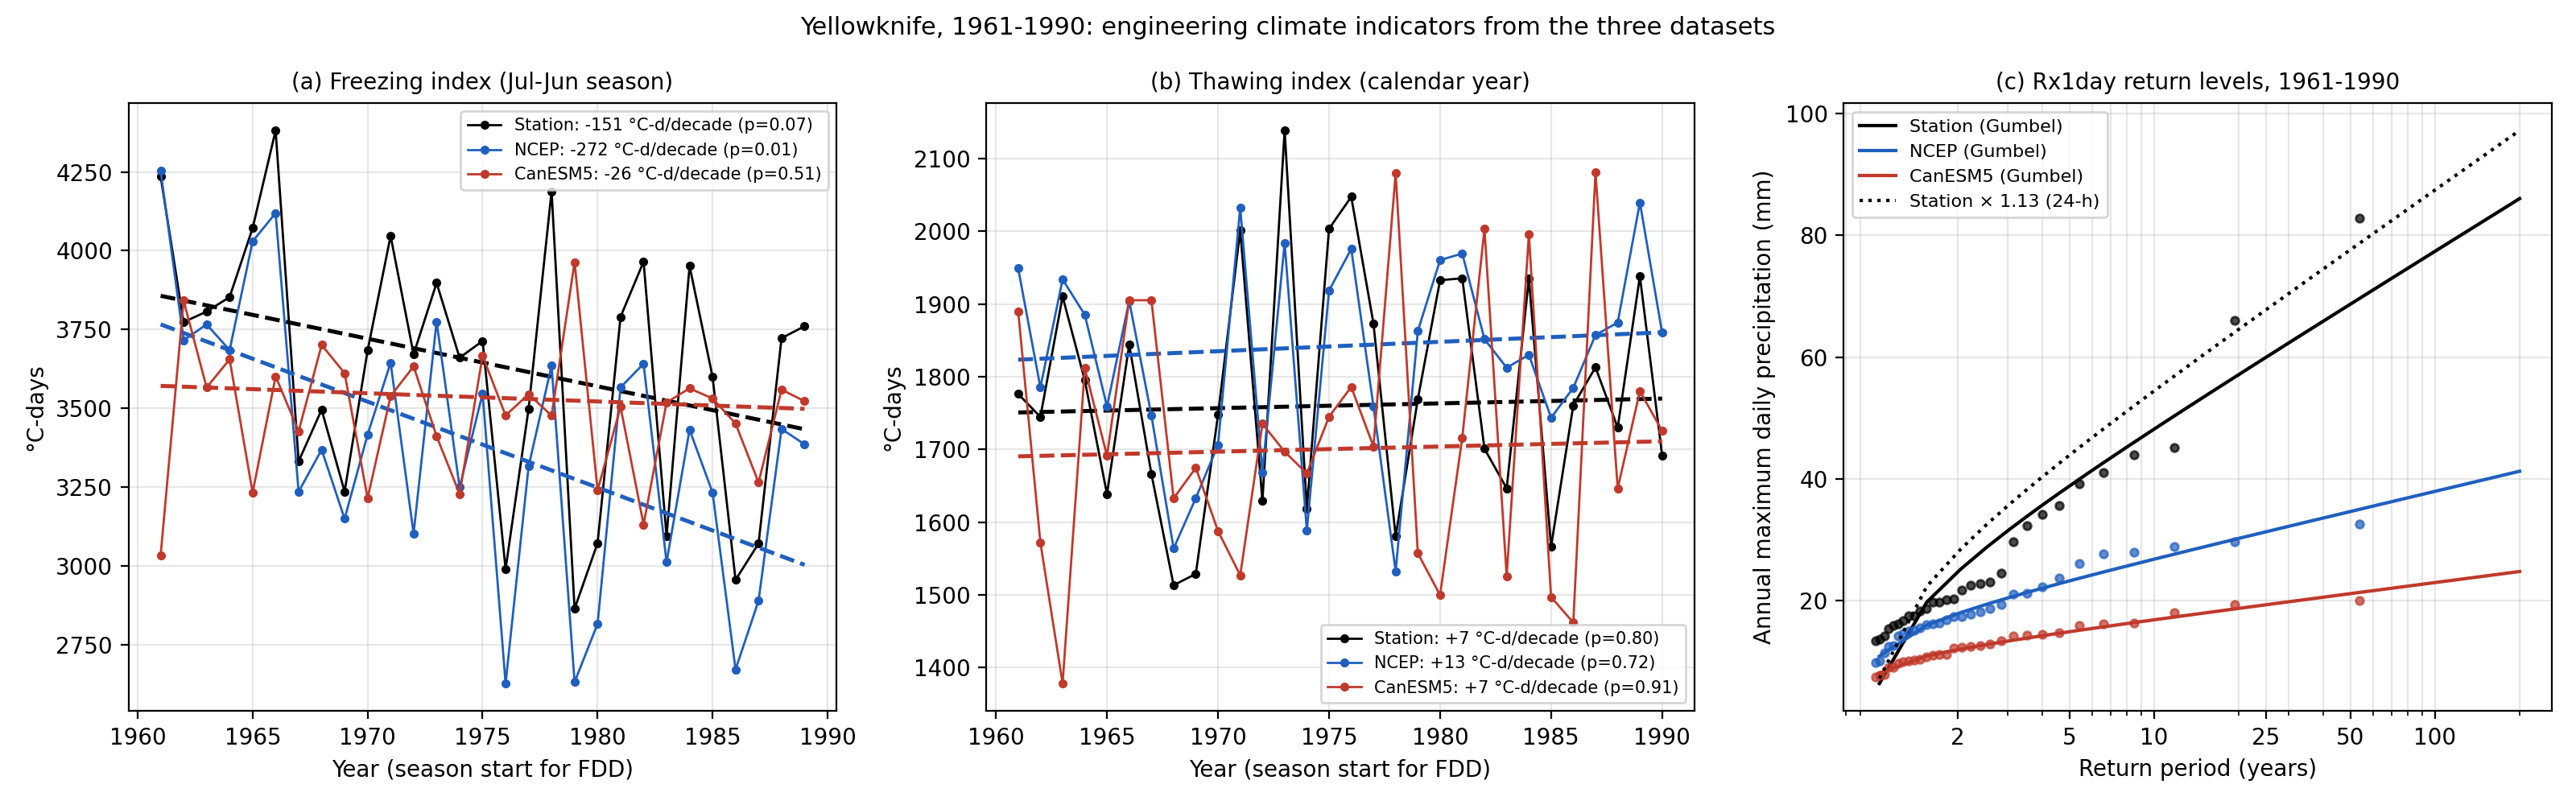 Yellowknife, 1961-1990: engineering climate indicators from the three datasets
(a) Freezing index (Jul-Jun season)
Station: -151 °C-d/decade (p=0.07)
NCEP: -272 °C-d/decade (p=0.01)
CanESM5: -26 °C-d/decade (p=0.51)
4250
4000
3750
3500
3250
3000
2750
°C-days
1960 1965 1970 1975 1980 1985 1990
Year (season start for FDD)
(b) Thawing index (calendar year)
2100
2000
1900
1800
1700
1600
1500
1400
°C-days
Station: +7 °C-d/decade (p=0.80)
NCEP: +13 °C-d/decade (p=0.72)
CanESM5: +7 °C-d/decade (p=0.91)
1960 1965 1970 1975 1980 1985 1990
Year (season start for FDD)
(c) Rx1day return levels, 1961-1990
Station (Gumbel)
NCEP (Gumbel)
CanESM5 (Gumbel)
Station × 1.13 (24-h)
100
80
60
40
20
Annual maximum daily precipitation (mm)
2 5 10 25 50 100
Return period (years)